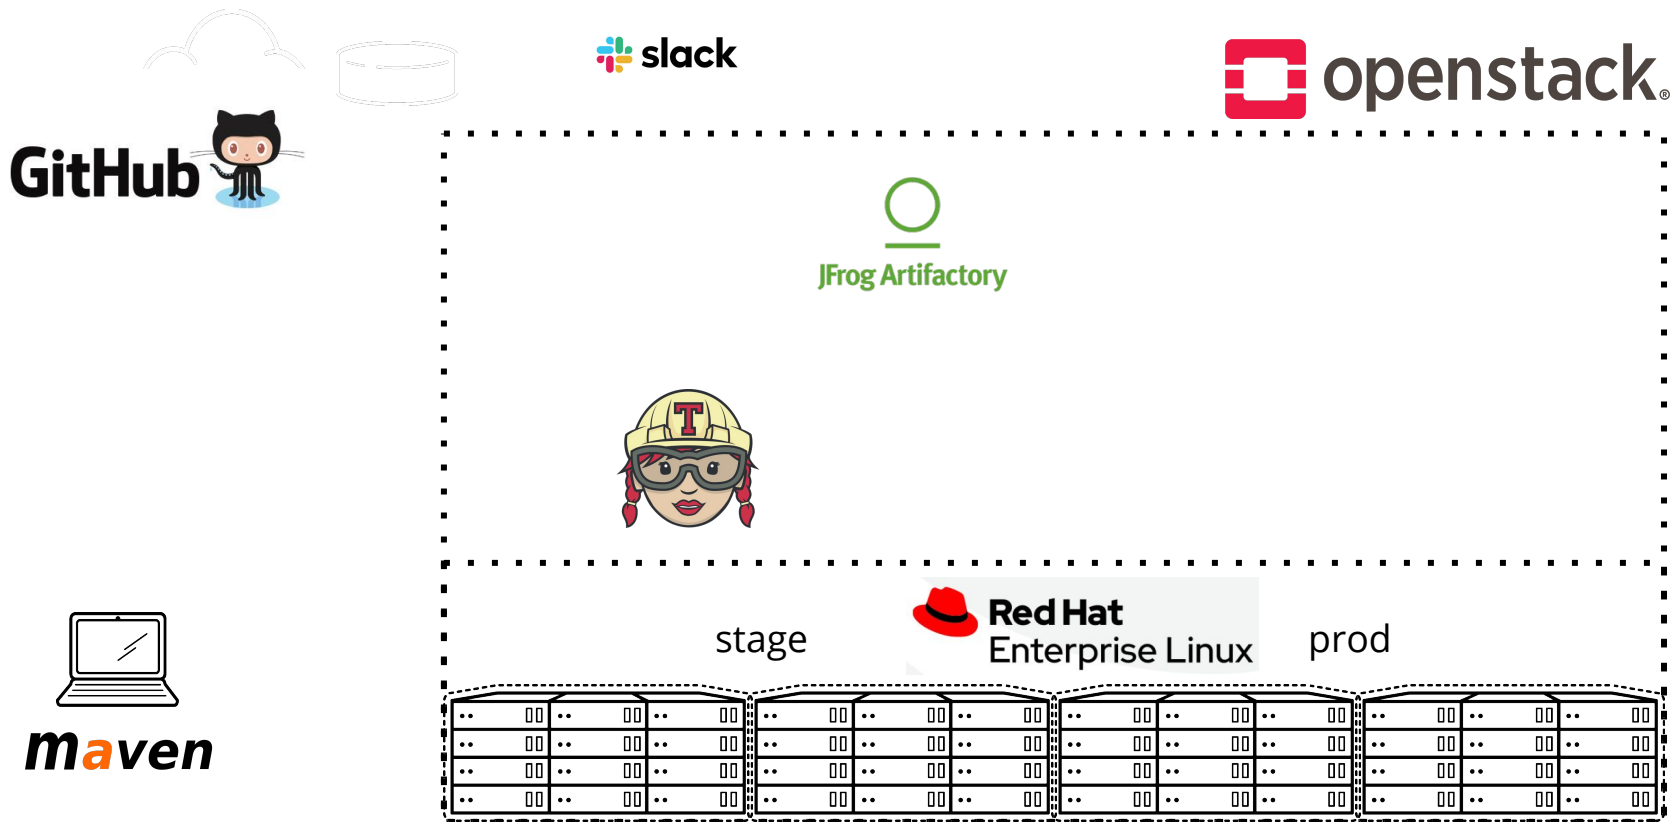 slack
openstack®
GitHub
JFrog Artifactory
T
stage
Red Hat
Enterprise Linux
prod
maven